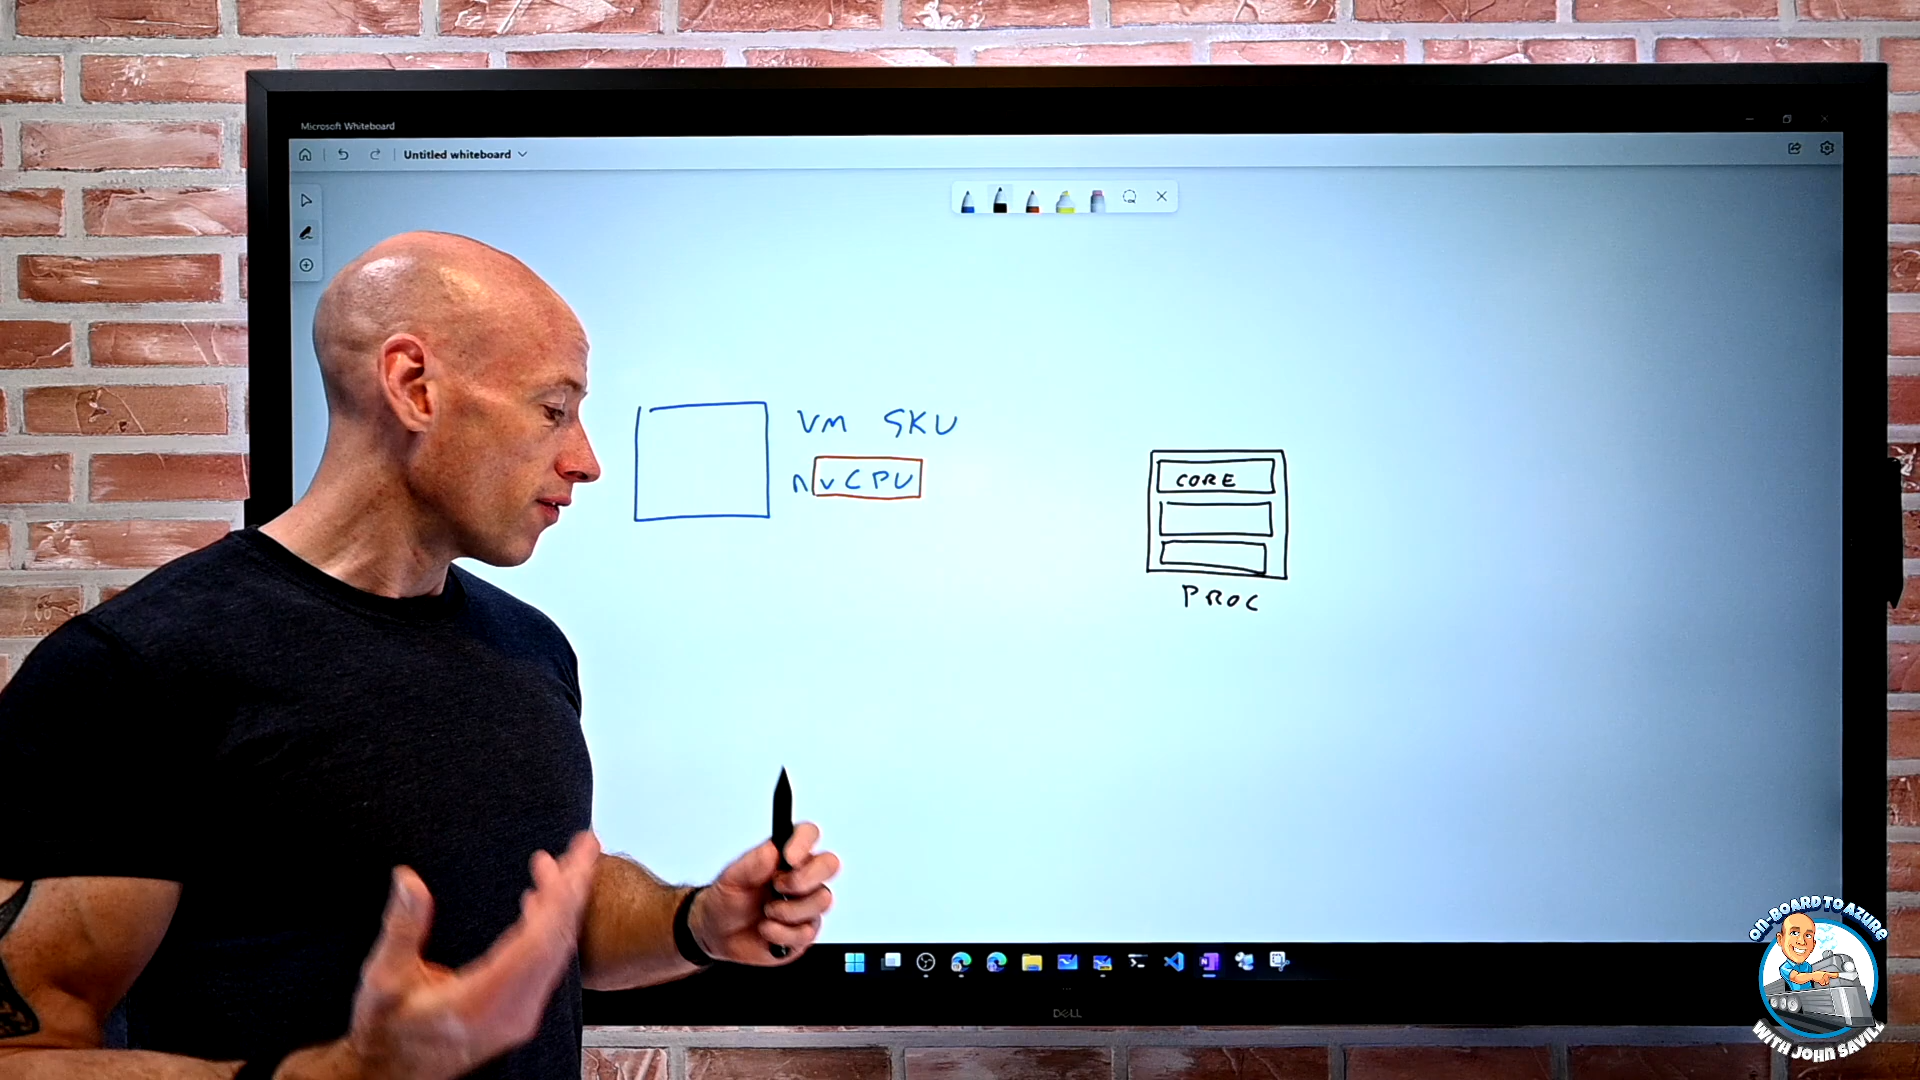 Microsoft Whiteboard
Untitled whiteboard
VM SKU
n vCPU
CORE
PROC
DELL
ON-BOARD TO AZURE
WITH JOHN SAVILL